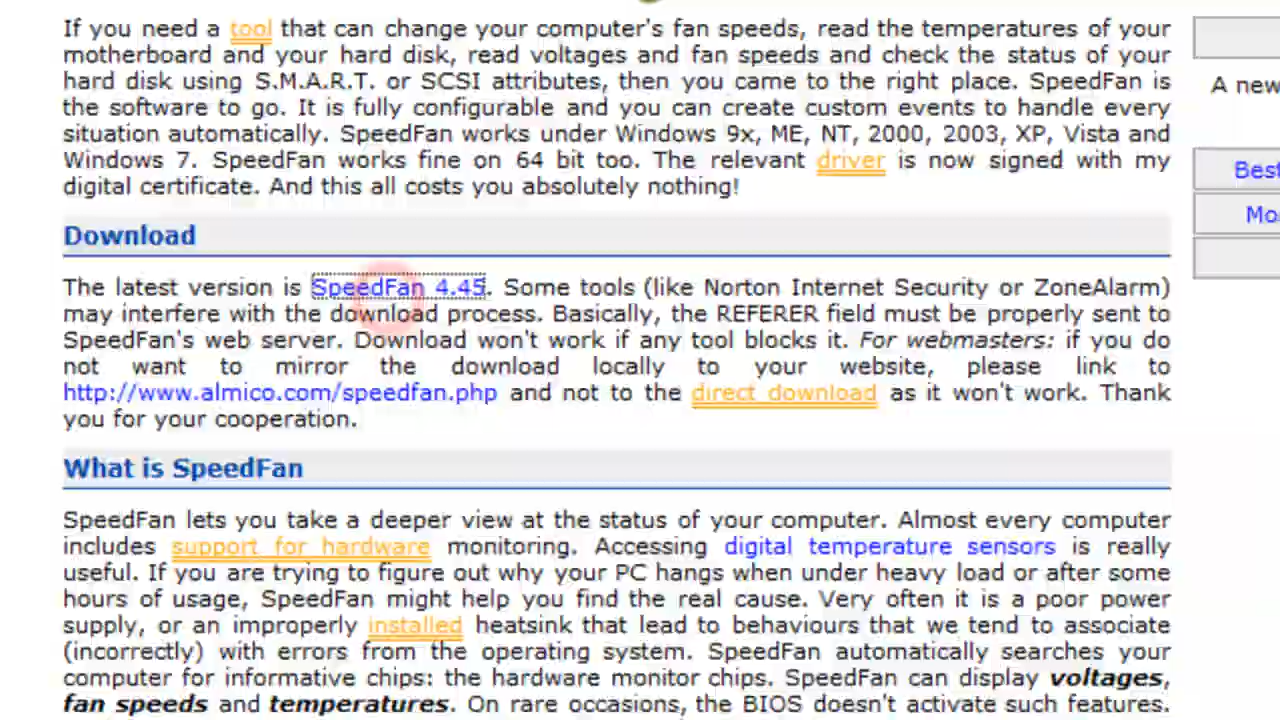 If you need a tool that can change your computer's fan speeds, read the temperatures of your
motherboard and your hard disk, read voltages and fan speeds and check the status of your
hard disk using S.M.A.R.T. or SCSI attributes, then you came to the right place. SpeedFan is
the software to go. It is fully configurable and you can create custom events to handle every
situation automatically. SpeedFan works under Windows 9x, ME, NT, 2000, 2003, XP, Vista and
Windows 7. SpeedFan works fine on 64 bit too. The relevant driver is now signed with my
digital certificate. And this all costs you absolutely nothing!
Download
The latest version is SpeedFan 4.45. Some tools (like Norton Internet Security or ZoneAlarm)
may interfere with the download process. Basically, the REFERER field must be properly sent to
SpeedFan's web server. Download won't work if any tool blocks it. For webmasters: if you do
not want to mirror the download locally to your website, please link to
http://www.almico.com/speedfan.php and not to the direct download as it won't work. Thank
you for your cooperation.
What is SpeedFan
SpeedFan lets you take a deeper view at the status of your computer. Almost every computer
includes support for hardware monitoring. Accessing digital temperature sensors is really
useful. If you are trying to figure out why your PC hangs when under heavy load or after some
hours of usage, SpeedFan might help you find the real cause. Very often it is a poor power
supply, or an improperly installed heatsink that lead to behaviours that we tend to associate
(incorrectly) with errors from the operating system. SpeedFan automatically searches your
computer for informative chips: the hardware monitor chips. SpeedFan can display voltages,
fan speeds and temperatures. On rare occasions, the BIOS doesn't activate such features.
A new
Best
Mo